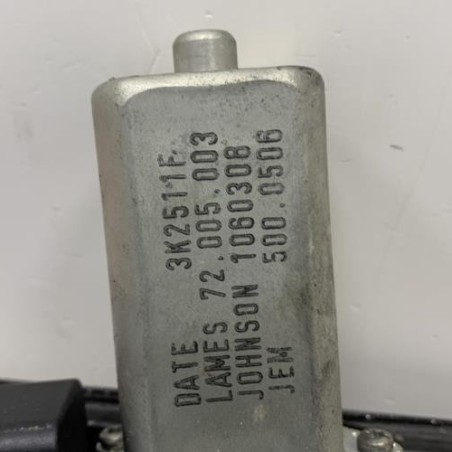 DATE 3K2511F
LAMES 72.005.003
JOHNSON 1060308
JEM 500.0506